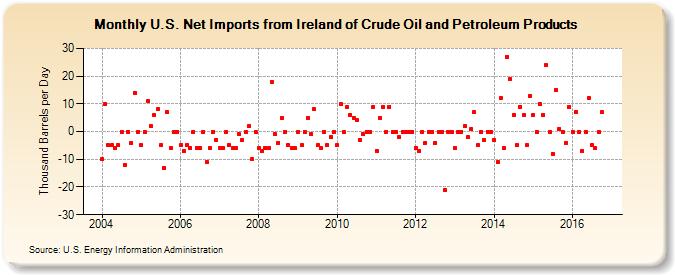 Monthly U.S. Net Imports from Ireland of Crude Oil and Petroleum Products
Thousand Barrels per Day
30
20
10
0
-10
-20
-30
2004 2006 2008 2010 2012 2014 2016
Source: U.S. Energy Information Administration